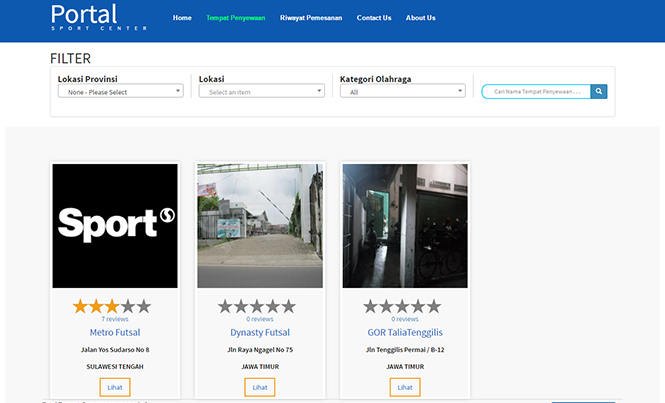 Portal
SPORT CENTER
Home Tempat Penyewaan Riwayat Pemesanan Contact Us About Us
FILTER
Lokasi Provinsi Lokasi Kategori Olahraga
None - Please Select Select an item All Cari Nama Tempat Penyewaan . . .
Sport S
7 reviews 0 reviews 0 reviews
Metro Futsal Dynasty Futsal GOR TaliaTenggilis
Jalan Yos Sudarso No 8 Jln Raya Ngagel No 75 Jln Tenggilis Permai / B-12
SULAWESI TENGAH JAWA TIMUR JAWA TIMUR
Lihat Lihat Lihat